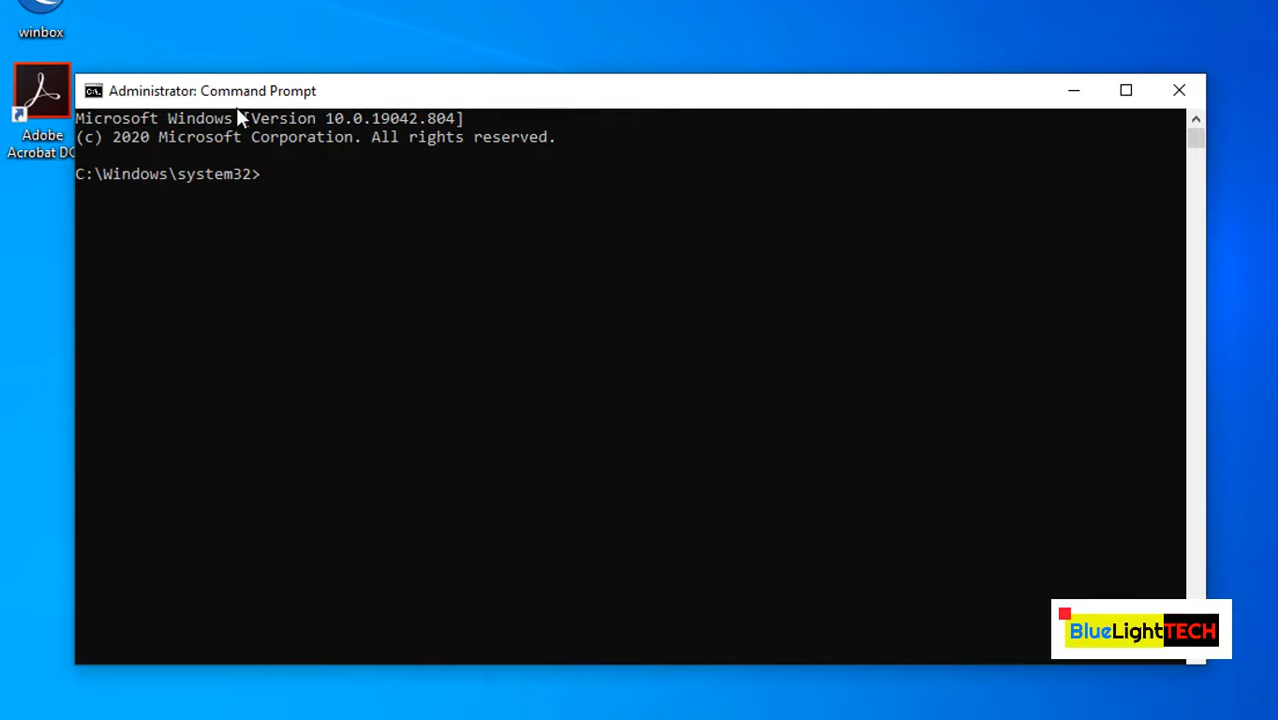 winbox
Adobe
Acrobat DC
Administrator: Command Prompt
Microsoft Windows [Version 10.0.19042.804]
(c) 2020 Microsoft Corporation. All rights reserved.
C:\Windows\system32>
BlueLightTECH